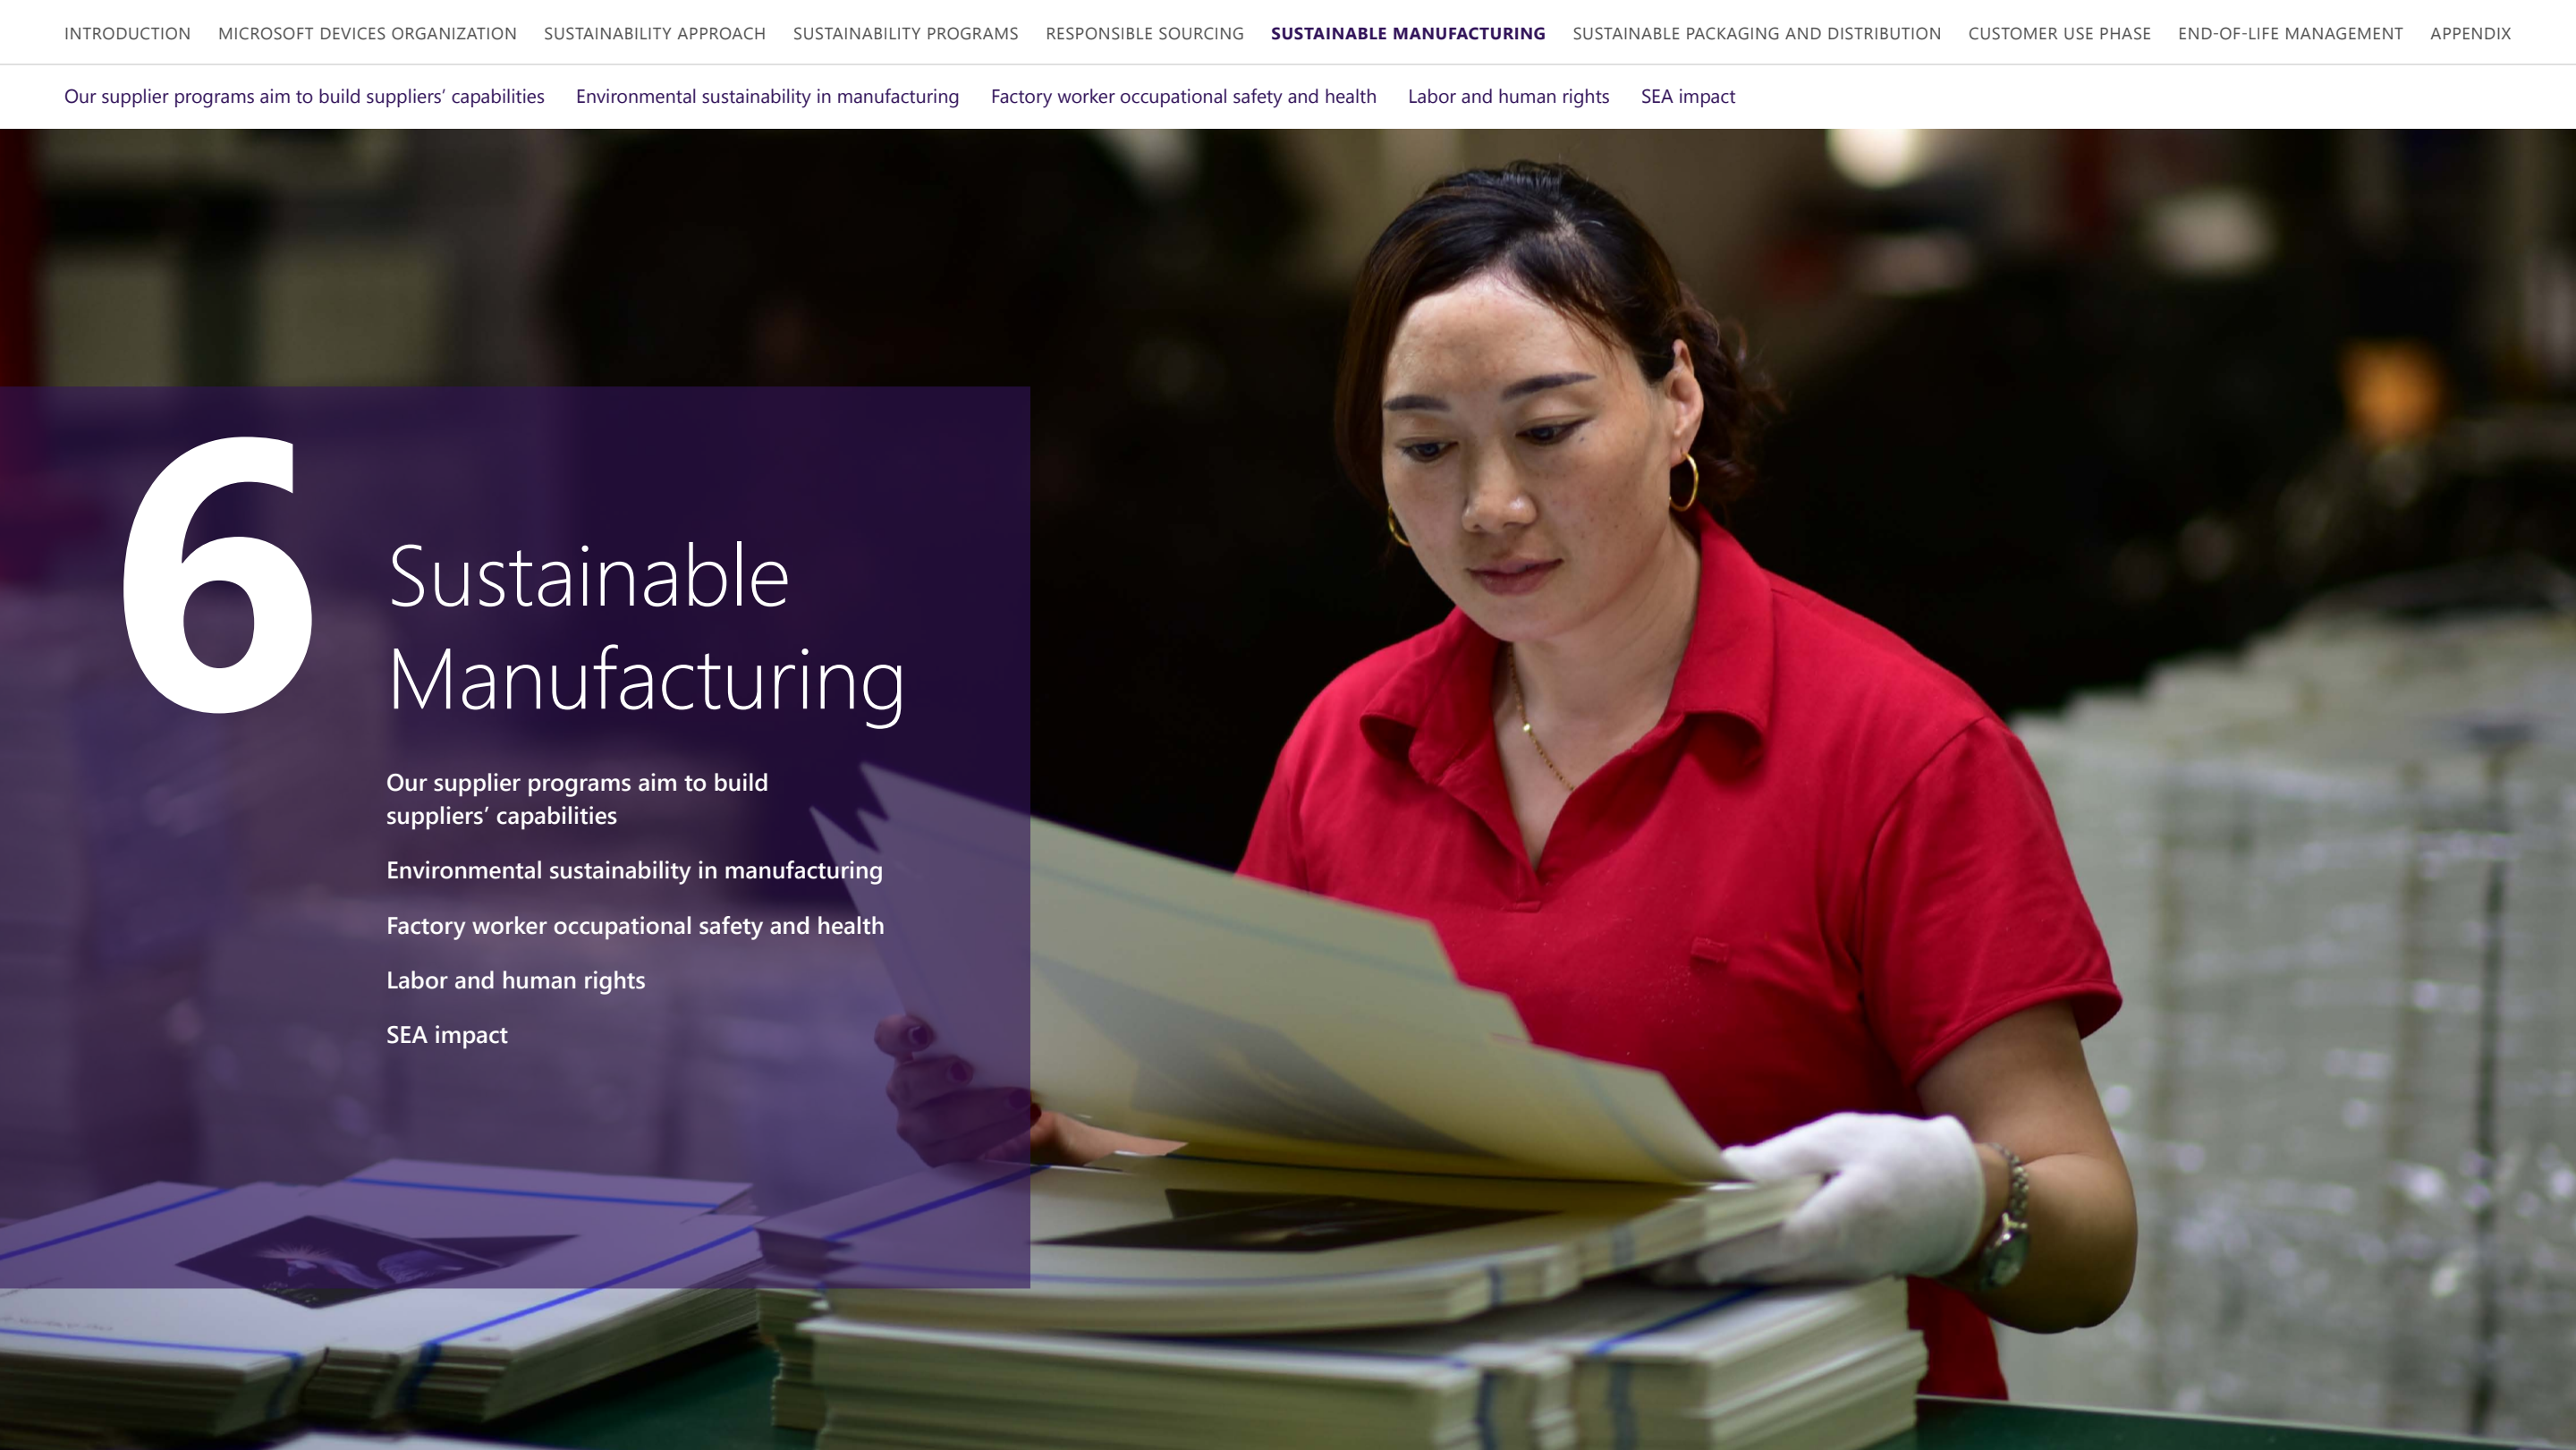 INTRODUCTION MICROSOFT DEVICES ORGANIZATION SUSTAINABILITY APPROACH SUSTAINABILITY PROGRAMS RESPONSIBLE SOURCING SUSTAINABLE MANUFACTURING SUSTAINABLE PACKAGING AND DISTRIBUTION CUSTOMER USE PHASE END-OF-LIFE MANAGEMENT APPENDIX
Our supplier programs aim to build suppliers’ capabilities Environmental sustainability in manufacturing Factory worker occupational safety and health Labor and human rights SEA impact
6
Sustainable
Manufacturing
Our supplier programs aim to build
suppliers’ capabilities
Environmental sustainability in manufacturing
Factory worker occupational safety and health
Labor and human rights
SEA impact